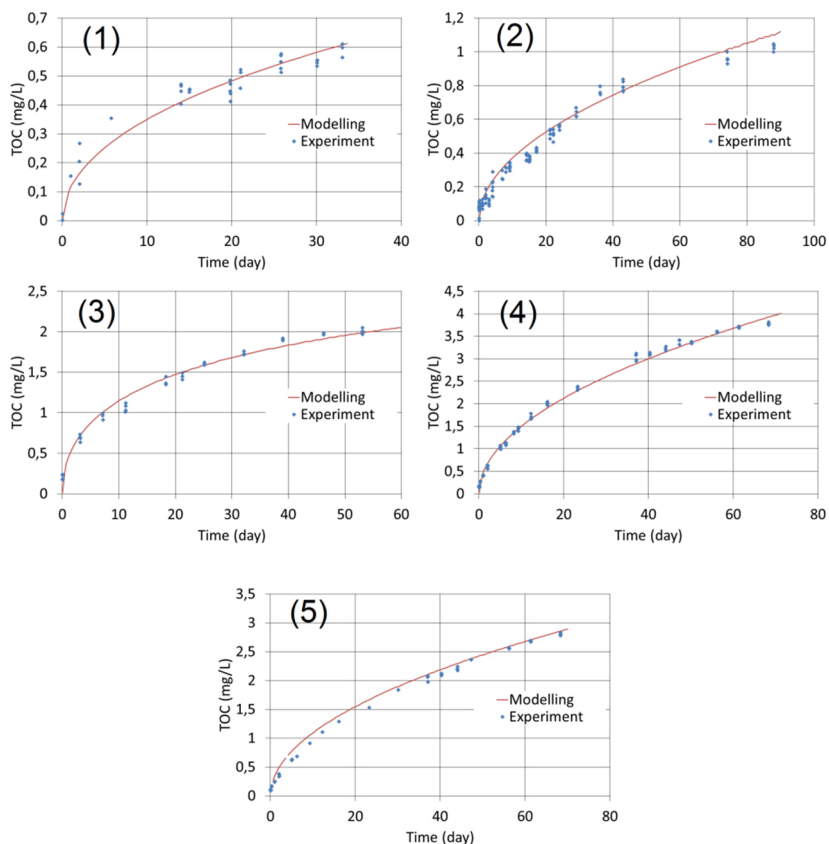 (1)
TOC (mg/L)
0,7
0,6
0,5
0,4
0,3
0,2
0,1
0
0 10 20 30 40
Time (day)
Modelling
Experiment
(2)
TOC (mg/L)
1,2
1
0,8
0,6
0,4
0,2
0
0 20 40 60 80 100
Time (day)
Modelling
Experiment
(3)
TOC (mg/L)
2,5
2
1,5
1
0,5
0
0 10 20 30 40 50 60
Time (day)
Modelling
Experiment
(4)
TOC (mg/L)
4,5
4
3,5
3
2,5
2
1,5
1
0,5
0
0 20 40 60 80
Time (day)
Modelling
Experiment
(5)
TOC (mg/L)
3,5
3
2,5
2
1,5
1
0,5
0
0 20 40 60 80
Time (day)
Modelling
Experiment